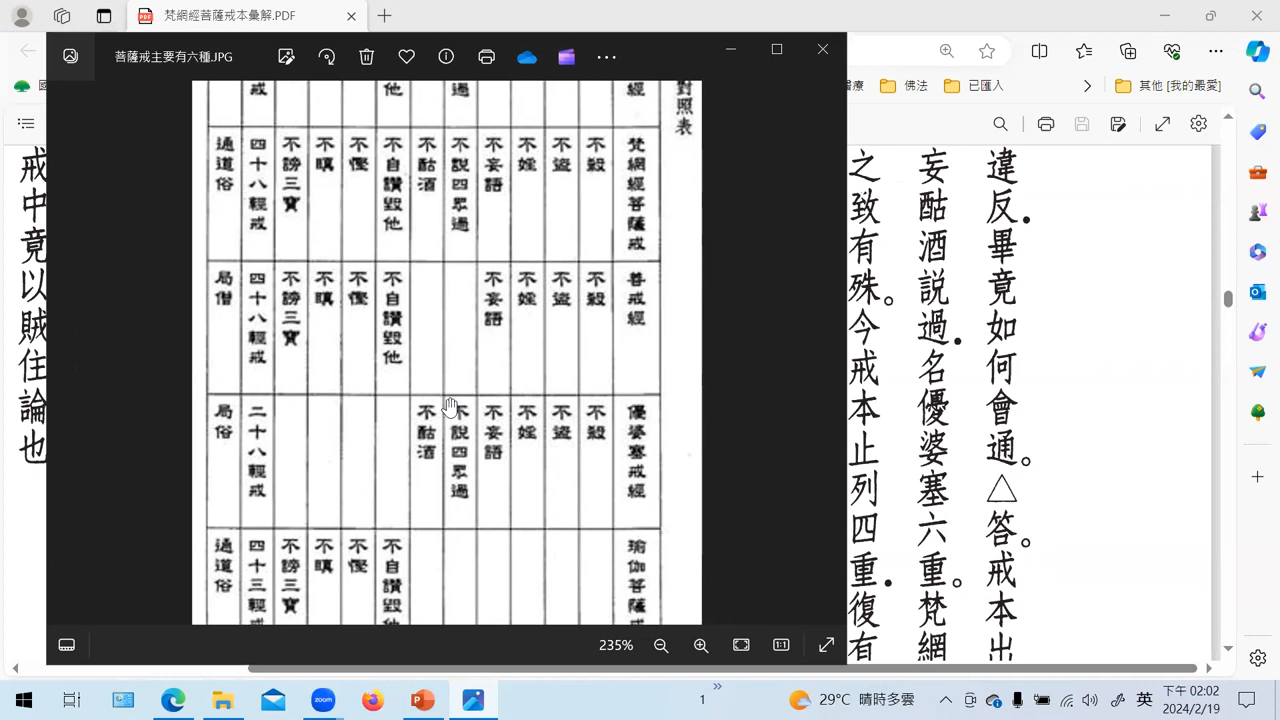 梵網經菩薩戒本彙解.PDF
菩薩戒主要有六種.JPG
佛法
已匯入
其他 [我的最愛]
對照表
經
過
他
戒
梵網經菩薩戒
不殺
不盜
不婬
不妄語
不說四眾過
不酤酒
不自讚毀他
不慳
不瞋
不謗三寶
四十八輕戒
通道俗
善戒經
不殺
不盜
不婬
不妄語
不自讚毀他
不慳
不瞋
不謗三寶
四十八輕戒
局僧
優婆塞戒經
不殺
不盜
不婬
不妄語
不說四眾過
不酤酒
二十八輕戒
局俗
瑜伽菩薩戒
不自讚毀他
不慳
不瞋
不謗三寶
四十三輕戒
通道俗
違反.畢竟如何會通。△答。戒本出
妄酤酒說過.名優婆塞六重。梵網
之致有殊。今戒本止列四重.復有
戒中竟以賊住論也
235%
1:1
zoom
1
29°C 晴時多雲
英
下午 02:02
2024/2/19